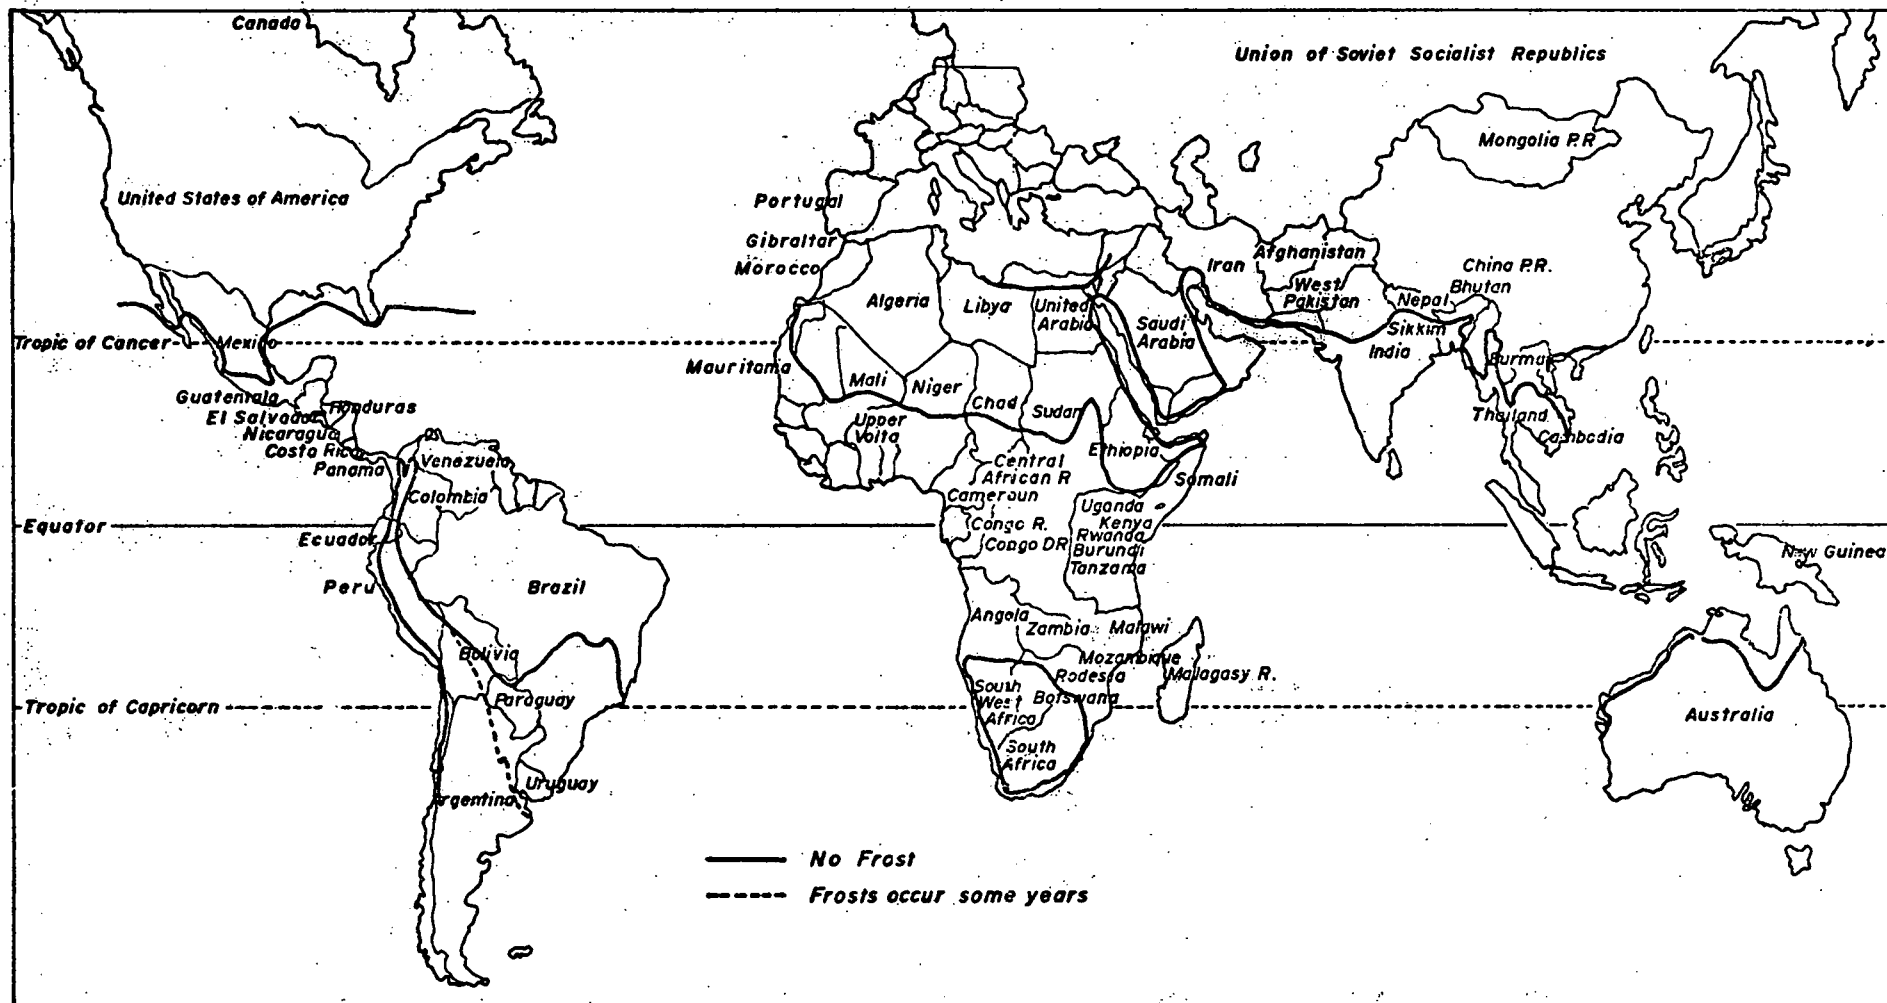 Canada
Union of Soviet Socialist Republics
Mongolia P.R
United States of America
Portugal
Gibraltar
Morocco
Iran
Afghanistan
China P.R.
West
Pakistan
Nepal
Bhutan
Sikkim
Algeria
Libya
United
Arabia
Saudi
Arabia
India
Burma
Tropic of Cancer
Mexico
Mauritania
Mali
Niger
Chad
Sudan
Thailand
Cambodia
Guatemala
Honduras
El Salvador
Nicaragua
Costa Rica
Panama
Venezuela
Colombia
Upper
Volta
Ethiopia
Somali
Central
African R
Cameroun
Uganda
Kenya
Equator
Ecuador
Congo R.
Congo DR
Rwanda
Burundi
Tanzania
New Guinea
Peru
Brazil
Angola
Zambia
Malawi
Bolivia
Mozambique
Rodesia
Malagasy R.
Paraguay
South
West
Africa
Botswana
Tropic of Capricorn
Australia
South
Africa
Uruguay
Argentina
No Frost
Frosts occur some years